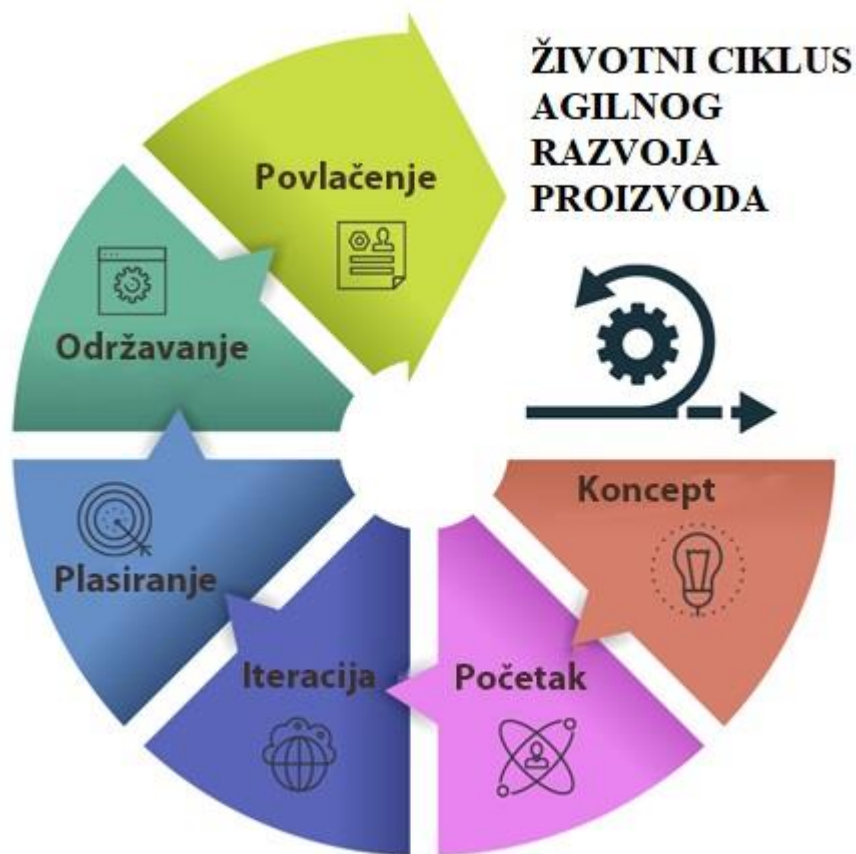 ŽIVOTNI CIKLUS
AGILNOG
RAZVOJA
PROIZVODA
Koncept
Početak
Iteracija
Plasiranje
Održavanje
Povlačenje